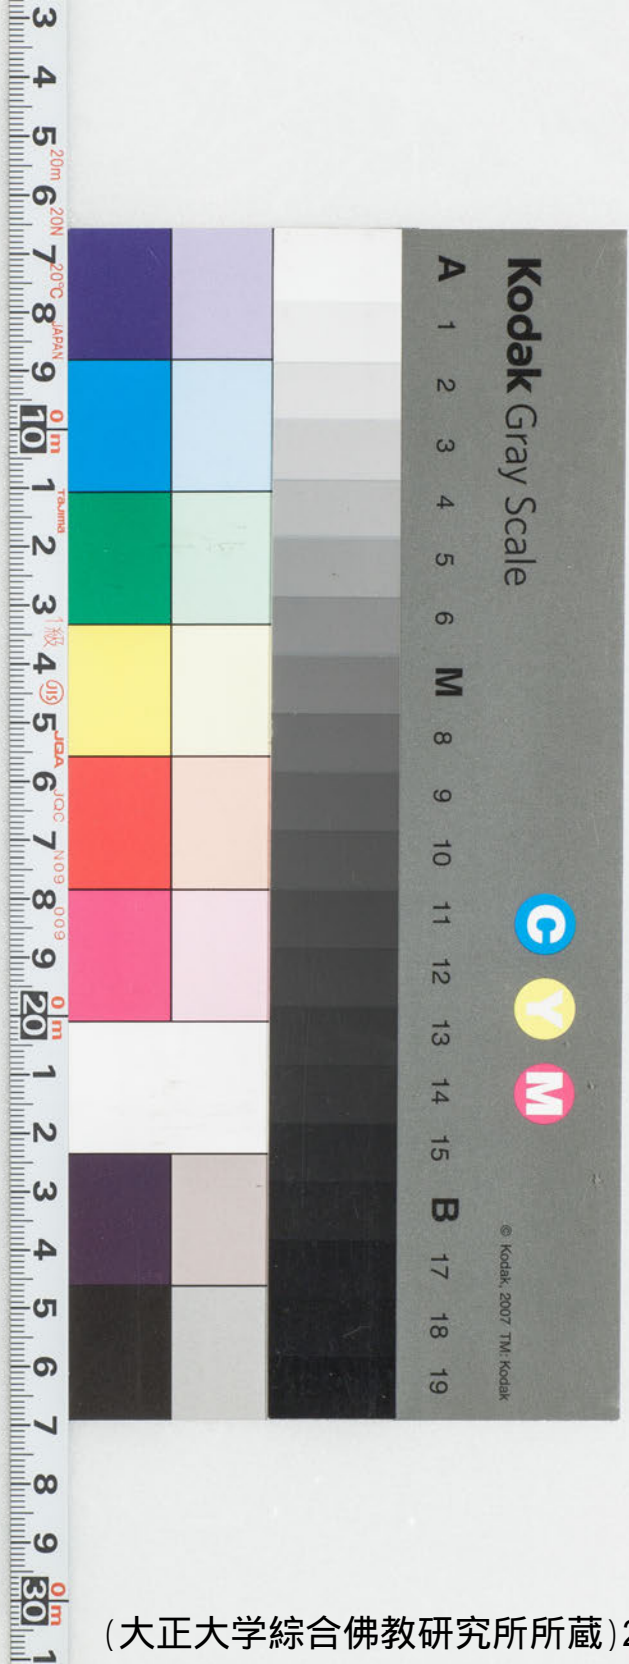 3 4 5 6 7 8 9 10 1 2 3 4 5 6 7 8 9 20 1 2 3 4 5 6 7 8 9 30 1
20m 20N 20°C JAPAN 0m Tajima 1級 JIS JQA JQC N09 009 0m 0m
A 1 2 3 4 5 6 M 8 9 10 11 12 13 14 15 B 17 18 19
Kodak Gray Scale
C Y M
© Kodak, 2007 TM: Kodak
(大正大学綜合佛教研究所所蔵)2